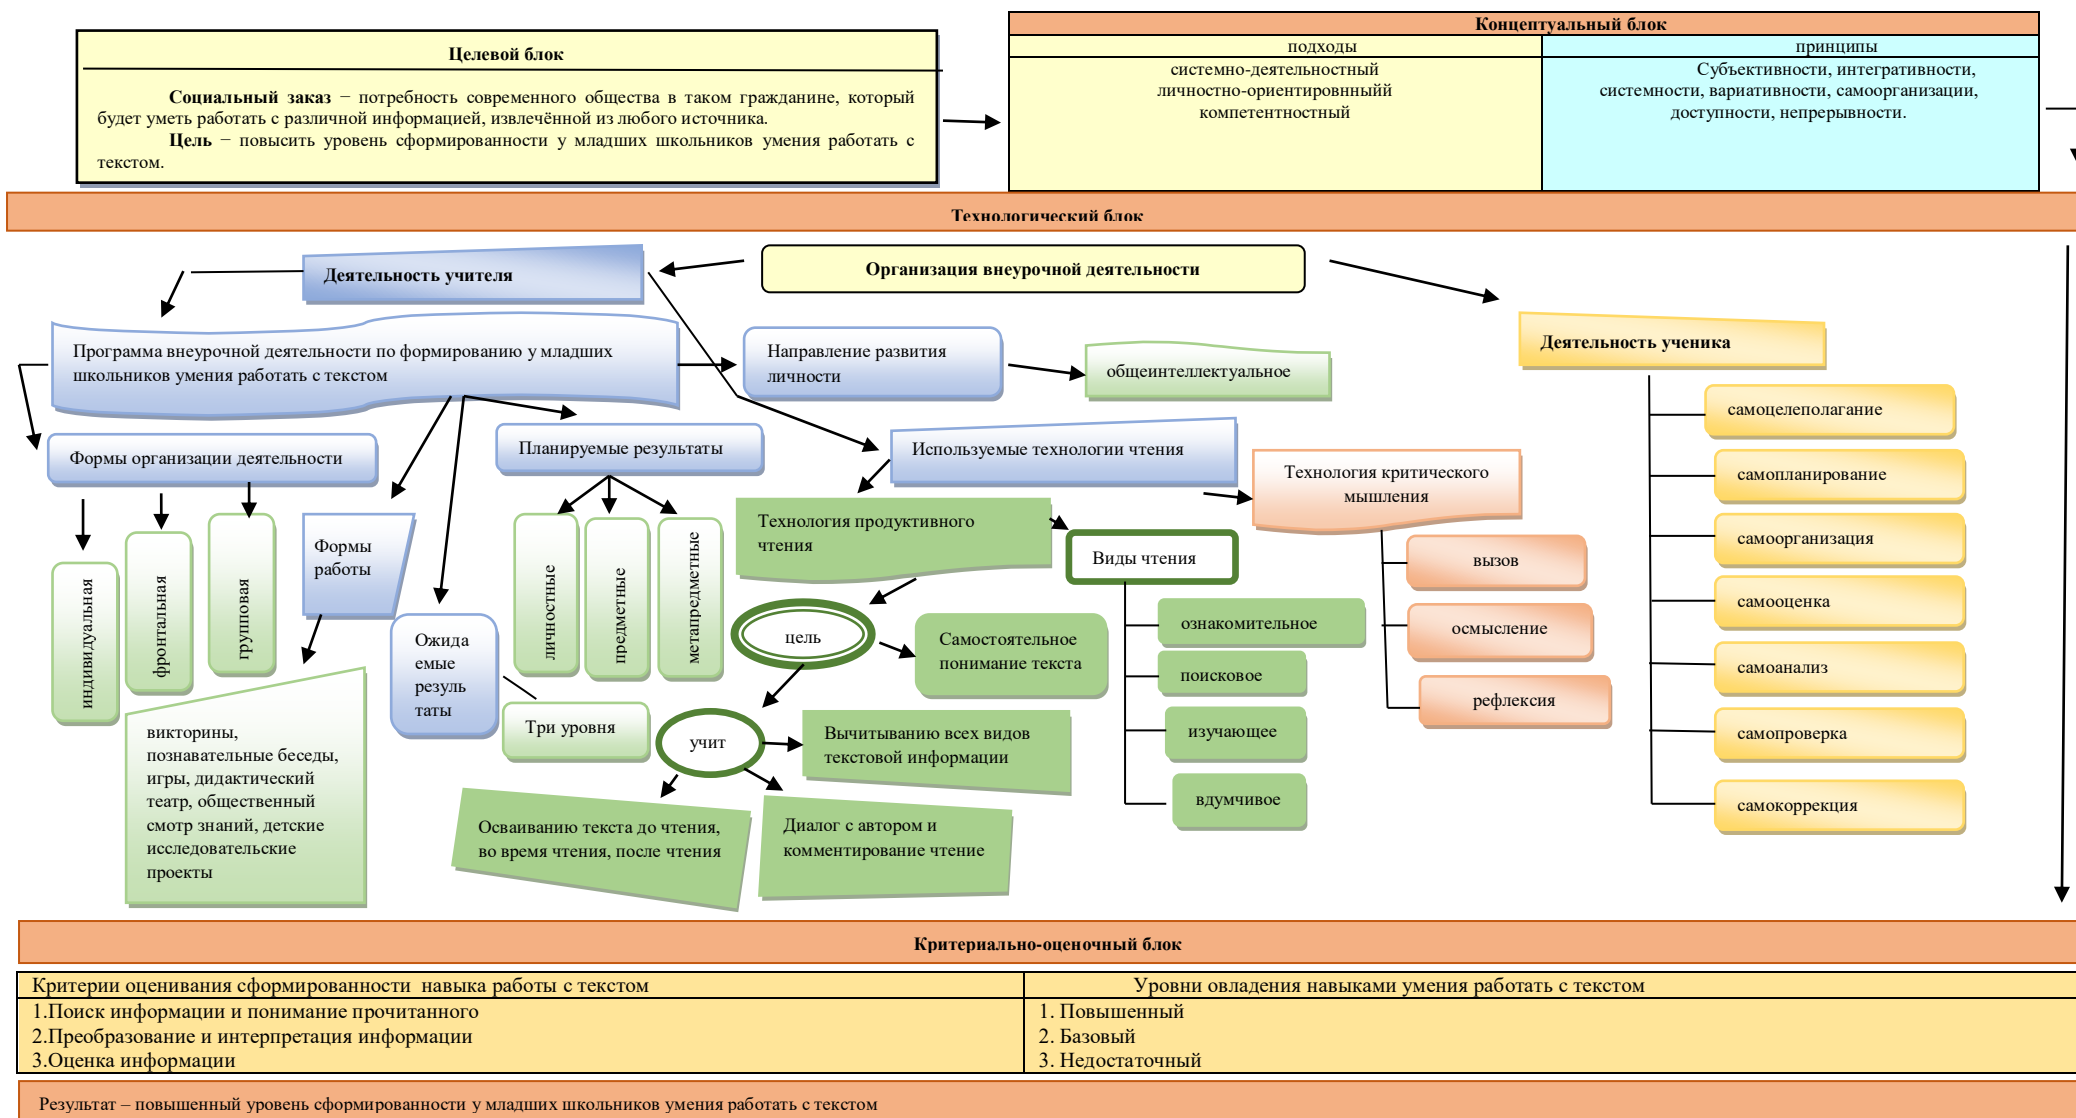 Целевой блок
Социальный заказ − потребность современного общества в таком гражданине, который
будет уметь работать с различной информацией, извлечённой из любого источника.
Цель − повысить уровень сформированности у младших школьников умения работать с
текстом.
Концептуальный блок
подходы
принципы
системно-деятельностный
личностно-ориентировнныйй
компетентностный
Субъективности, интегративности,
системности, вариативности, самоорганизации,
доступности, непрерывности.
Технологический блок
Деятельность учителя
Организация внеурочной деятельности
Деятельность ученика
Программа внеурочной деятельности по формированию у младших
школьников умения работать с текстом
Направление развития
личности
общеинтеллектуальное
Формы организации деятельности
индивидуальная
фронтальная
групповая
Формы
работы
викторины,
познавательные беседы,
игры, дидактический
театр, общественный
смотр знаний, детские
исследовательские
проекты
Ожида
емые
резуль
таты
Три уровня
Планируемые результаты
личностные
предметные
метапредметные
Используемые технологии чтения
Технология продуктивного
чтения
цель
Самостоятельное
понимание текста
учит
Вычитыванию всех видов
текстовой информации
Осваиванию текста до чтения,
во время чтения, после чтения
Диалог с автором и
комментирование чтение
Виды чтения
ознакомительное
поисковое
изучающее
вдумчивое
Технология критического
мышления
вызов
осмысление
рефлексия
самоцелеполагание
самопланирование
самоорганизация
самооценка
самоанализ
самопроверка
самокоррекция
Критериально-оценочный блок
Критерии оценивания сформированности навыка работы с текстом
Уровни овладения навыками умения работать с текстом
1.Поиск информации и понимание прочитанного
2.Преобразование и интерпретация информации
3.Оценка информации
1. Повышенный
2. Базовый
3. Недостаточный
Результат – повышенный уровень сформированности у младших школьников умения работать с текстом